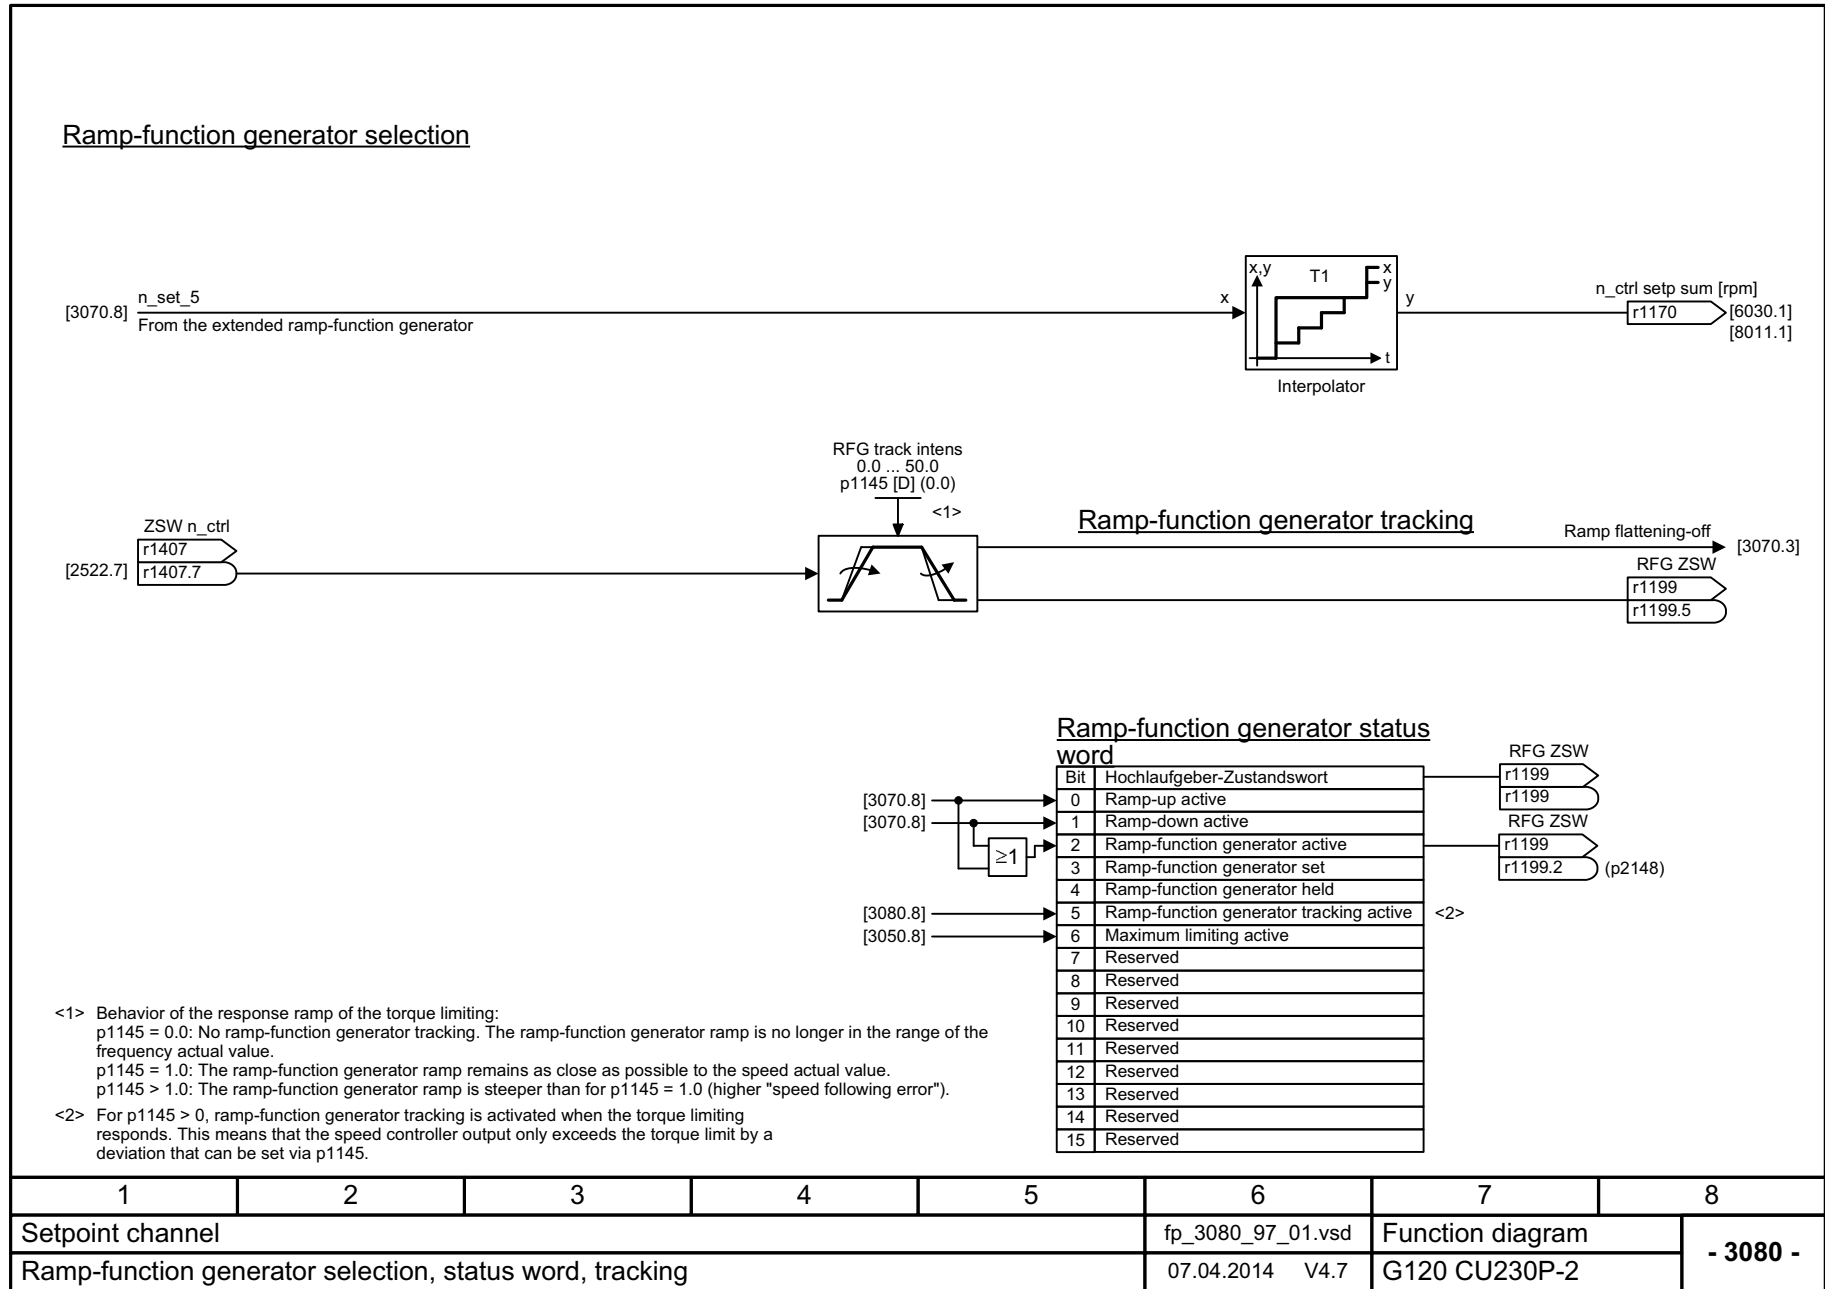 Ramp-function generator selection
[3070.8]
n_set_5
From the extended ramp-function generator
x
x,y
T1
x
y
t
y
Interpolator
n_ctrl setp sum [rpm]
r1170
[6030.1]
[8011.1]
RFG track intens
0.0 ... 50.0
p1145 [D] (0.0)
<1>
ZSW n_ctrl
r1407
[2522.7]
r1407.7
Ramp-function generator tracking
Ramp flattening-off
[3070.3]
RFG ZSW
r1199
r1199.5
Ramp-function generator status
word
RFG ZSW
Bit Hochlaufgeber-Zustandswort
r1199
[3070.8]
0 Ramp-up active
r1199
[3070.8]
1 Ramp-down active
RFG ZSW
≥1
2 Ramp-function generator active
r1199
3 Ramp-function generator set
r1199.2
(p2148)
4 Ramp-function generator held
[3080.8]
5 Ramp-function generator tracking active
<2>
[3050.8]
6 Maximum limiting active
7 Reserved
8 Reserved
9 Reserved
10 Reserved
11 Reserved
12 Reserved
13 Reserved
14 Reserved
15 Reserved
<1> Behavior of the response ramp of the torque limiting:
p1145 = 0.0: No ramp-function generator tracking. The ramp-function generator ramp is no longer in the range of the
frequency actual value.
p1145 = 1.0: The ramp-function generator ramp remains as close as possible to the speed actual value.
p1145 > 1.0: The ramp-function generator ramp is steeper than for p1145 = 1.0 (higher "speed following error").
<2> For p1145 > 0, ramp-function generator tracking is activated when the torque limiting
responds. This means that the speed controller output only exceeds the torque limit by a
deviation that can be set via p1145.
1 2 3 4 5 6 7 8
Setpoint channel
fp_3080_97_01.vsd
Function diagram
- 3080 -
Ramp-function generator selection, status word, tracking
07.04.2014 V4.7
G120 CU230P-2